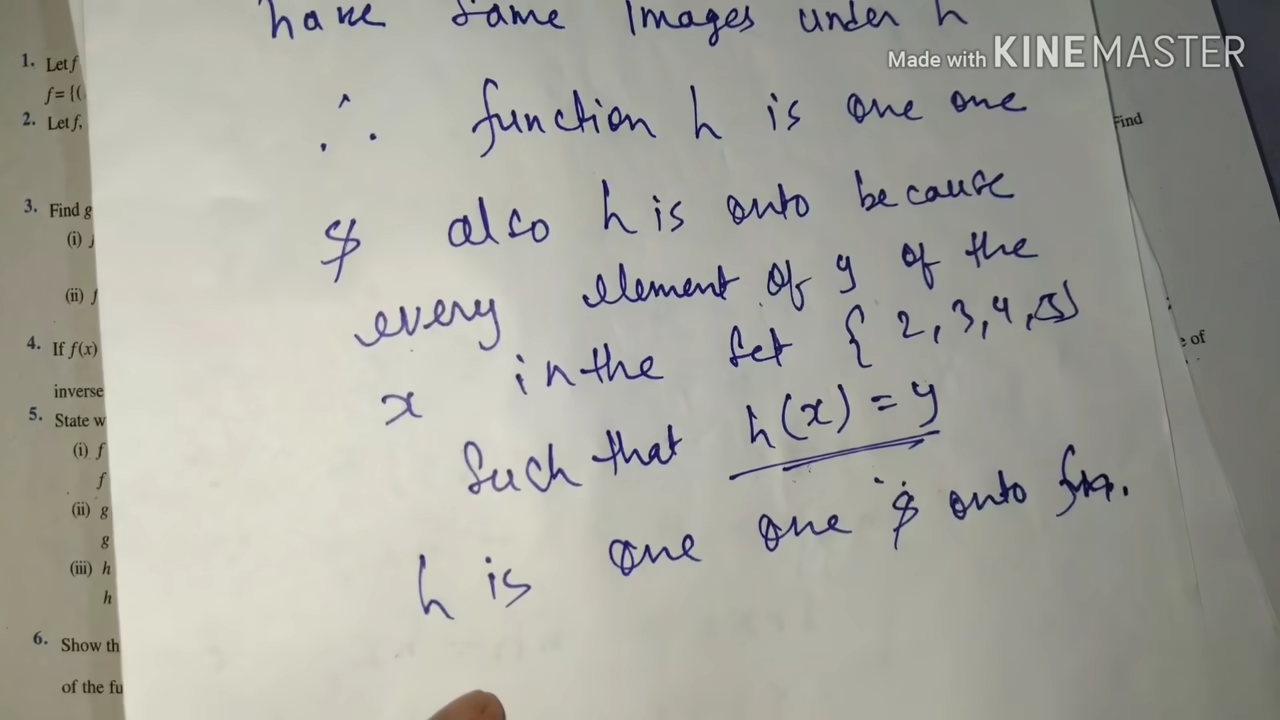 have same Images under h
Made with KINEMASTER
∴ function h is one one
& also h is onto because
every element of y of the
x in the set { 2, 3, 4, 5}
such that h(x) = y
h is one one & onto fxn.
1. Let f
f = {(
2. Let f,
3. Find g
(i) f
(ii) f
4. If f(x)
inverse
5. State w
(i) f
f
(ii) g
g
(iii) h
h
6. Show th
of the fu
Find
of